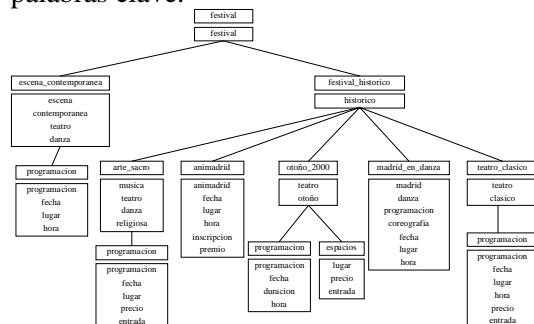 palabras clave.
festival
festival
escena_contemporanea
escena
contemporanea
teatro
danza
programacion
programacion
fecha
lugar
hora
festival_historico
historico
arte_sacro
musica
teatro
danza
religiosa
programacion
programacion
fecha
lugar
precio
entrada
animadrid
animadrid
fecha
lugar
hora
inscripcion
premio
otoño_2000
teatro
otoño
programacion
programacion
fecha
duracion
hora
espacios
lugar
precio
entrada
madrid_en_danza
madrid
danza
programacion
coreografia
fecha
lugar
hora
teatro_clasico
teatro
clasico
programacion
programacion
fecha
lugar
hora
precio
entrada